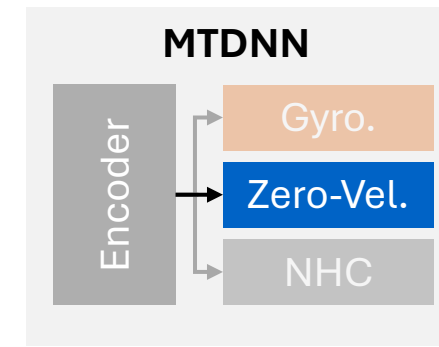 MTDNN
Encoder
Gyro.
Zero-Vel.
NHC